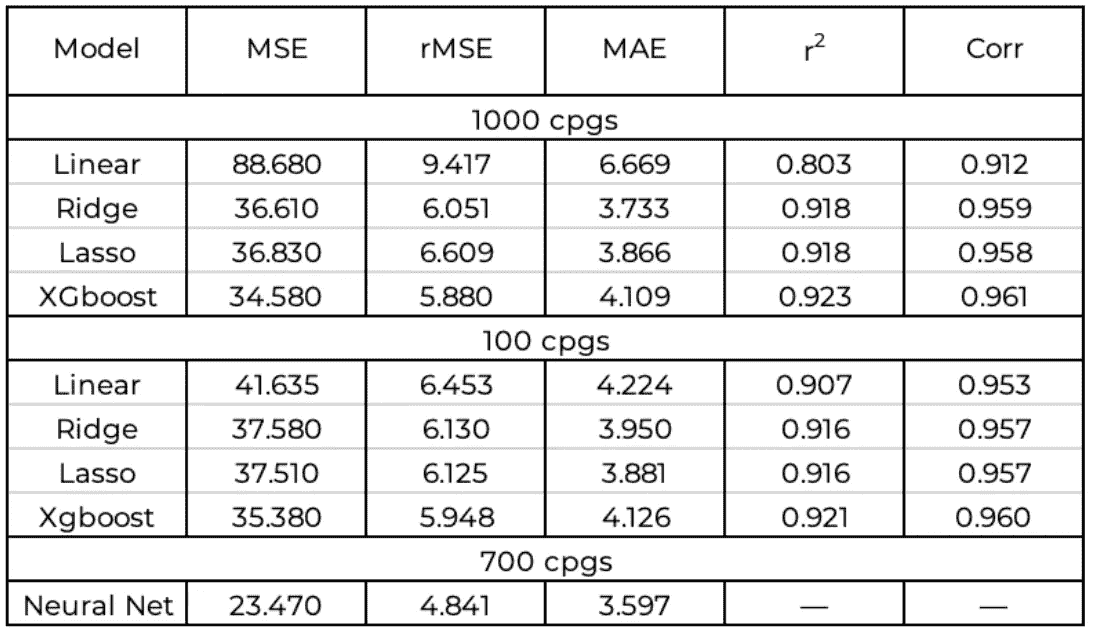 Model MSE rMSE MAE r² Corr
1000 cpgs
Linear 88.680 9.417 6.669 0.803 0.912
Ridge 36.610 6.051 3.733 0.918 0.959
Lasso 36.830 6.609 3.866 0.918 0.958
XGboost 34.580 5.880 4.109 0.923 0.961
100 cpgs
Linear 41.635 6.453 4.224 0.907 0.953
Ridge 37.580 6.130 3.950 0.916 0.957
Lasso 37.510 6.125 3.881 0.916 0.957
Xgboost 35.380 5.948 4.126 0.921 0.960
700 cpgs
Neural Net 23.470 4.841 3.597 — —